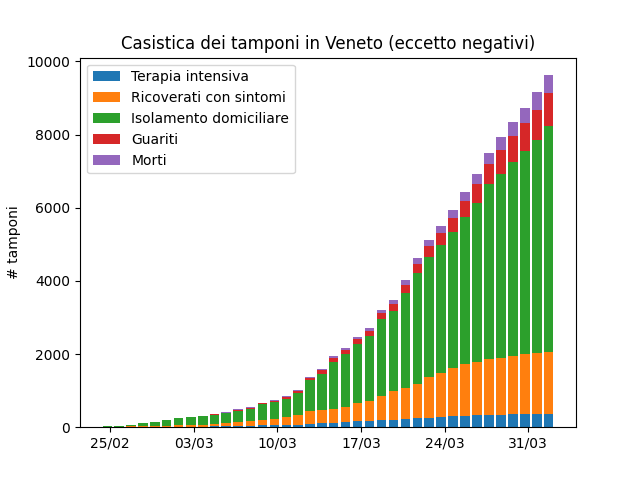 Casistica dei tamponi in Veneto (eccetto negativi)
10000
8000
6000
4000
2000
0
# tamponi
Terapia intensiva
Ricoverati con sintomi
Isolamento domiciliare
Guariti
Morti
25/02 03/03 10/03 17/03 24/03 31/03